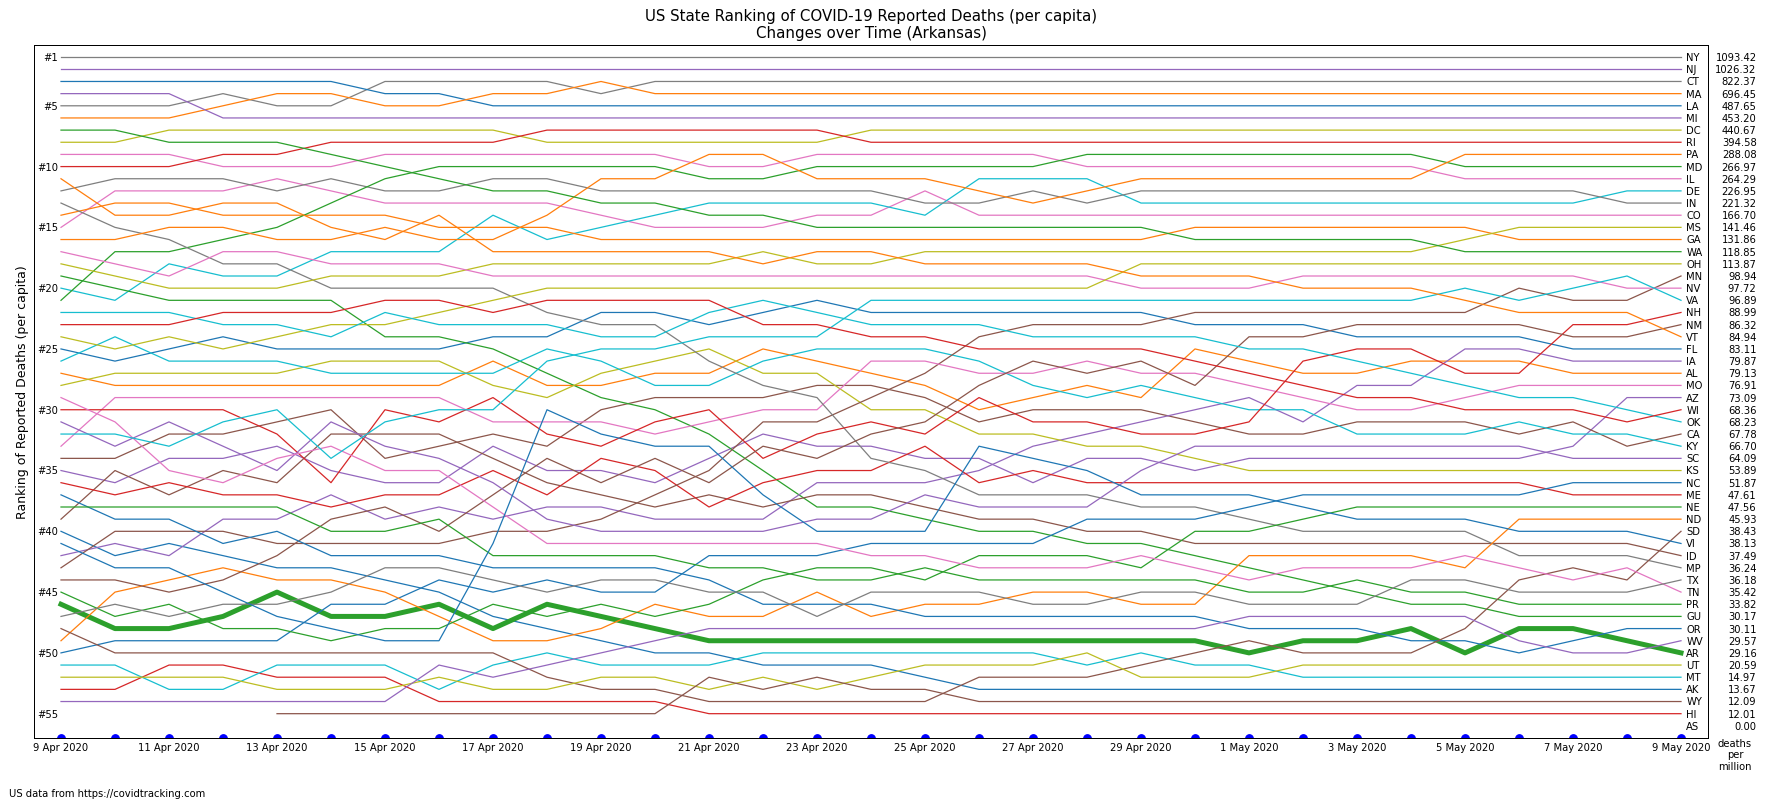 US State Ranking of COVID-19 Reported Deaths (per capita)
Changes over Time (Arkansas)
Ranking of Reported Deaths (per capita)
#1
#5
#10
#15
#20
#25
#30
#35
#40
#45
#50
#55
NY 1093.42
NJ 1026.32
CT 822.37
MA 696.45
LA 487.65
MI 453.20
DC 440.67
RI 394.58
PA 288.08
MD 266.97
IL 264.29
DE 226.95
IN 221.32
CO 166.70
MS 141.46
GA 131.86
WA 118.85
OH 113.87
MN 98.94
NV 97.72
VA 96.89
NH 88.99
NM 86.32
VT 84.94
FL 83.11
IA 79.87
AL 79.13
MO 76.91
AZ 73.09
WI 68.36
OK 68.23
CA 67.78
KY 66.70
SC 64.09
KS 53.89
NC 51.87
ME 47.61
NE 47.56
ND 45.93
SD 38.43
VI 38.13
ID 37.49
MP 36.24
TX 36.18
TN 35.42
PR 33.82
GU 30.17
OR 30.11
WV 29.57
AR 29.16
UT 20.59
MT 14.97
AK 13.67
WY 12.09
HI 12.01
AS 0.00
9 Apr 2020 11 Apr 2020 13 Apr 2020 15 Apr 2020 17 Apr 2020 19 Apr 2020 21 Apr 2020 23 Apr 2020 25 Apr 2020 27 Apr 2020 29 Apr 2020 1 May 2020 3 May 2020 5 May 2020 7 May 2020 9 May 2020
deaths
per
million
US data from https://covidtracking.com